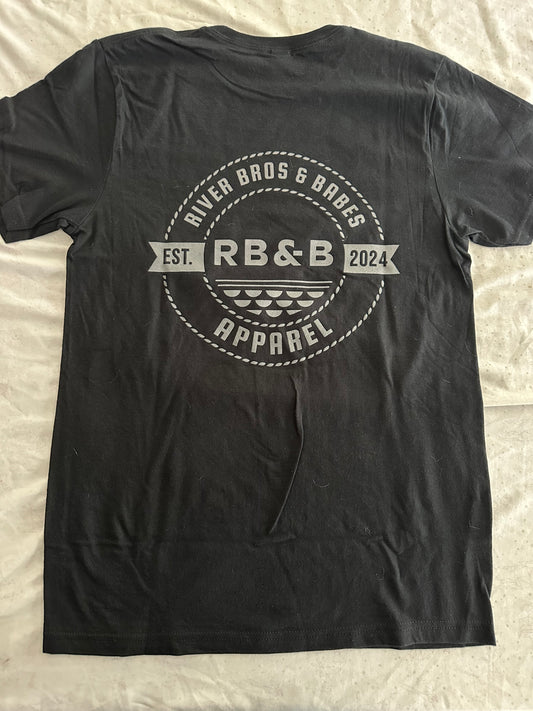 RIVER BROS & BABES
EST. RB&B 2024
APPAREL